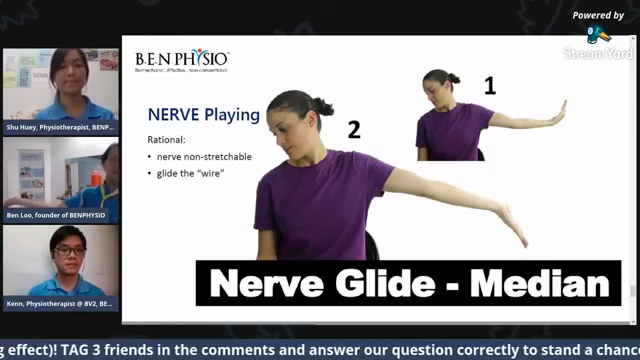 Powered by
StreamYard
B.E.N PHYSIO™
Biomechanic, Effective, Non-conventional
Shu Huey, Physiotherapist, BENP...
Ben Loo, founder of BENPHYSIO
Kenn, Physiotherapist @ BV2, BE...
NERVE Playing
Rational:
• nerve non-stretchable
• glide the "wire"
1
2
Nerve Glide - Median
g effect)! TAG 3 friends in the comments and answer our question correctly to stand a chance